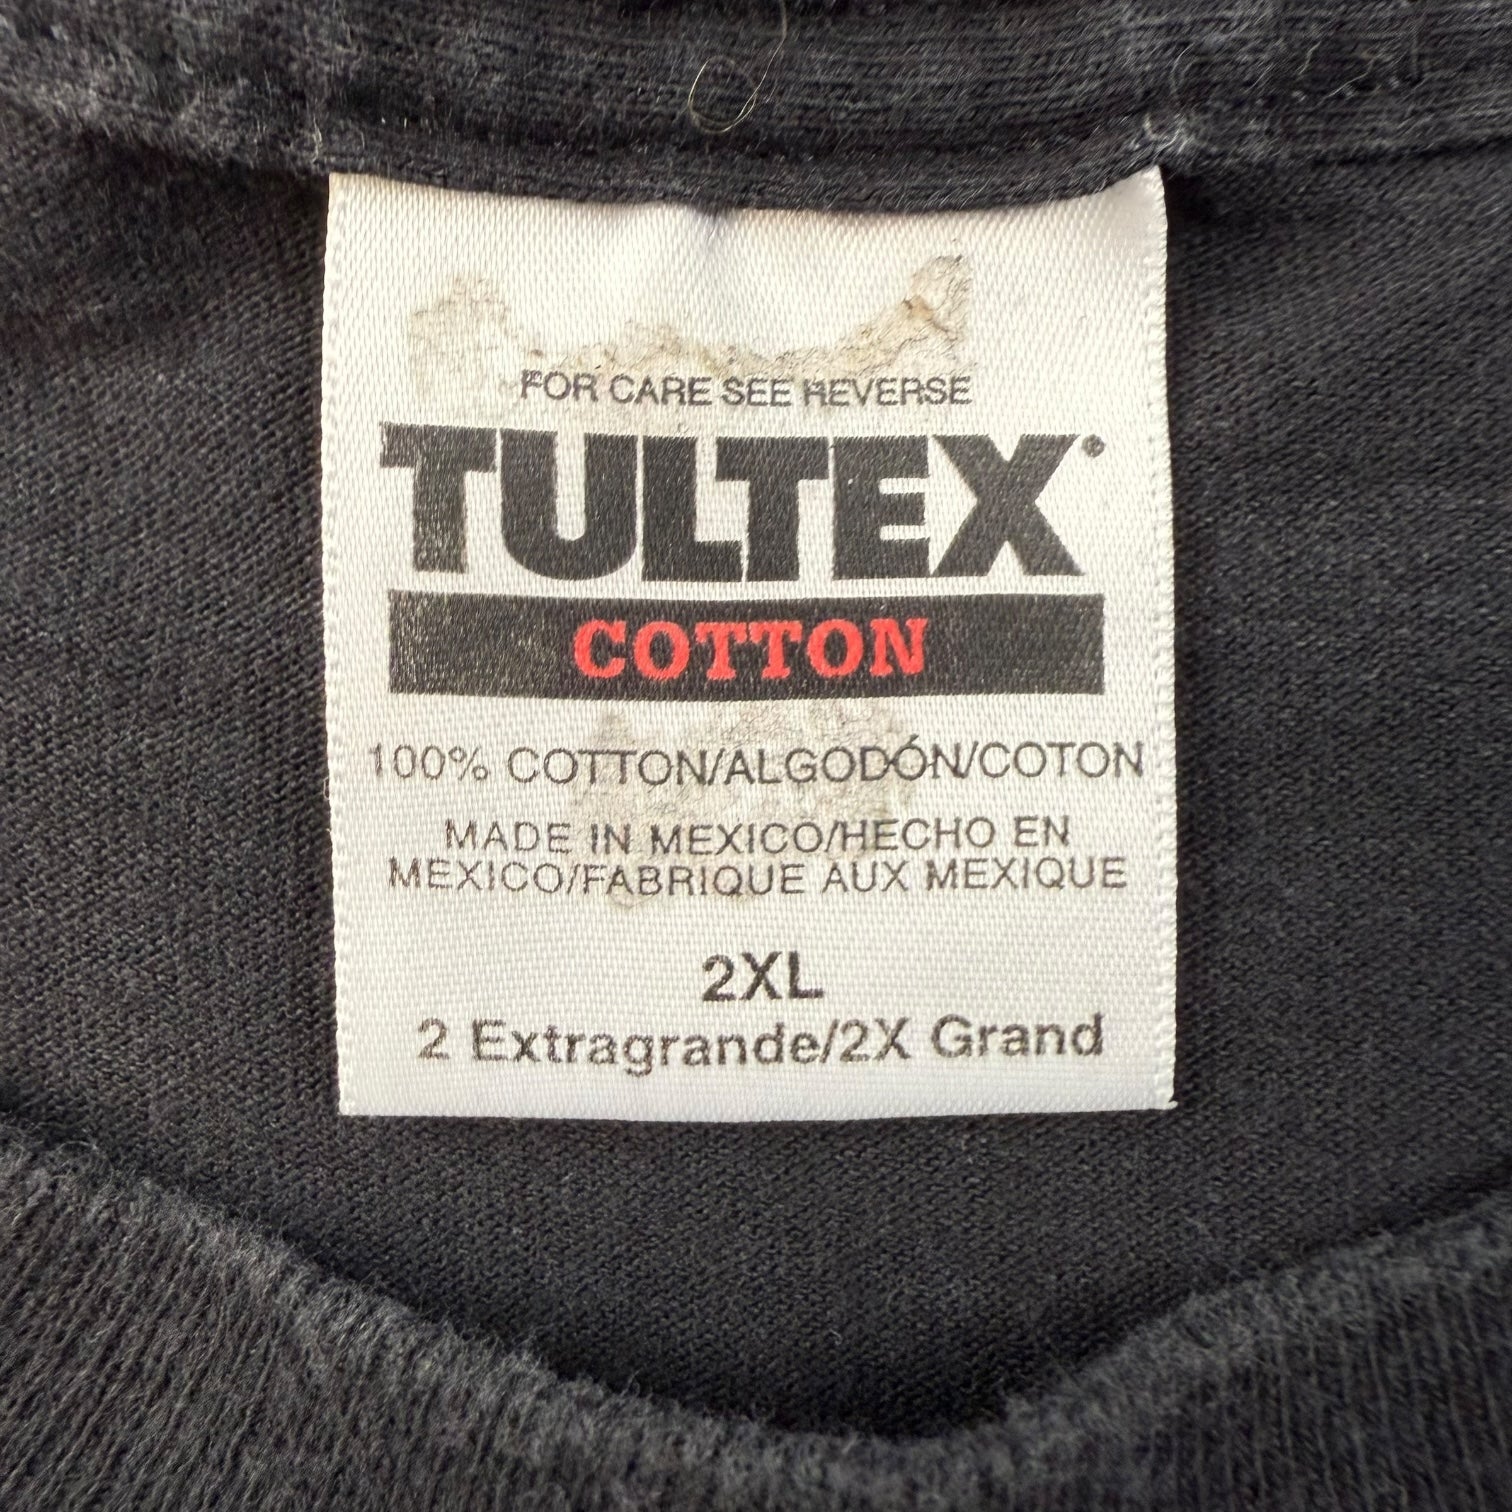 FOR CARE SEE REVERSE
TULTEX®
COTTON
100% COTTON/ALGODÓN/COTON
MADE IN MEXICO/HECHO EN
MEXICO/FABRIQUE AUX MEXIQUE
2XL
2 Extragrande/2X Grand